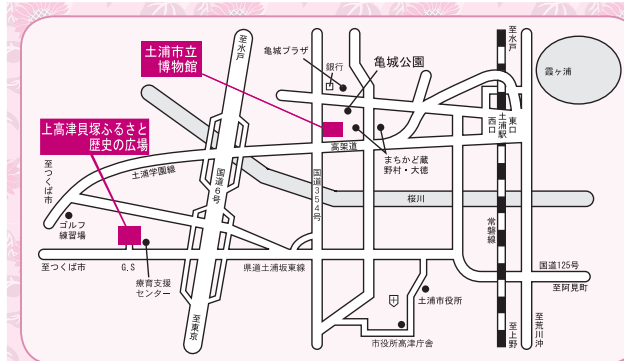 至水戸
至水戸
土浦市立
博物館
亀城プラザ
銀行
亀城公園
霞ヶ浦
西口
土浦駅
東口
上高津貝塚ふるさと
歴史の広場
高架道
まちかど蔵
野村・大徳
至つくば市
土浦学園線
国道6号
国道354号
桜川
ゴルフ
練習場
常磐線
至つくば市
G.S
療育支援
センター
県道土浦坂東線
国道125号
至阿見町
土浦市役所
市役所高津庁舎
至東京
至上野
至荒川沖